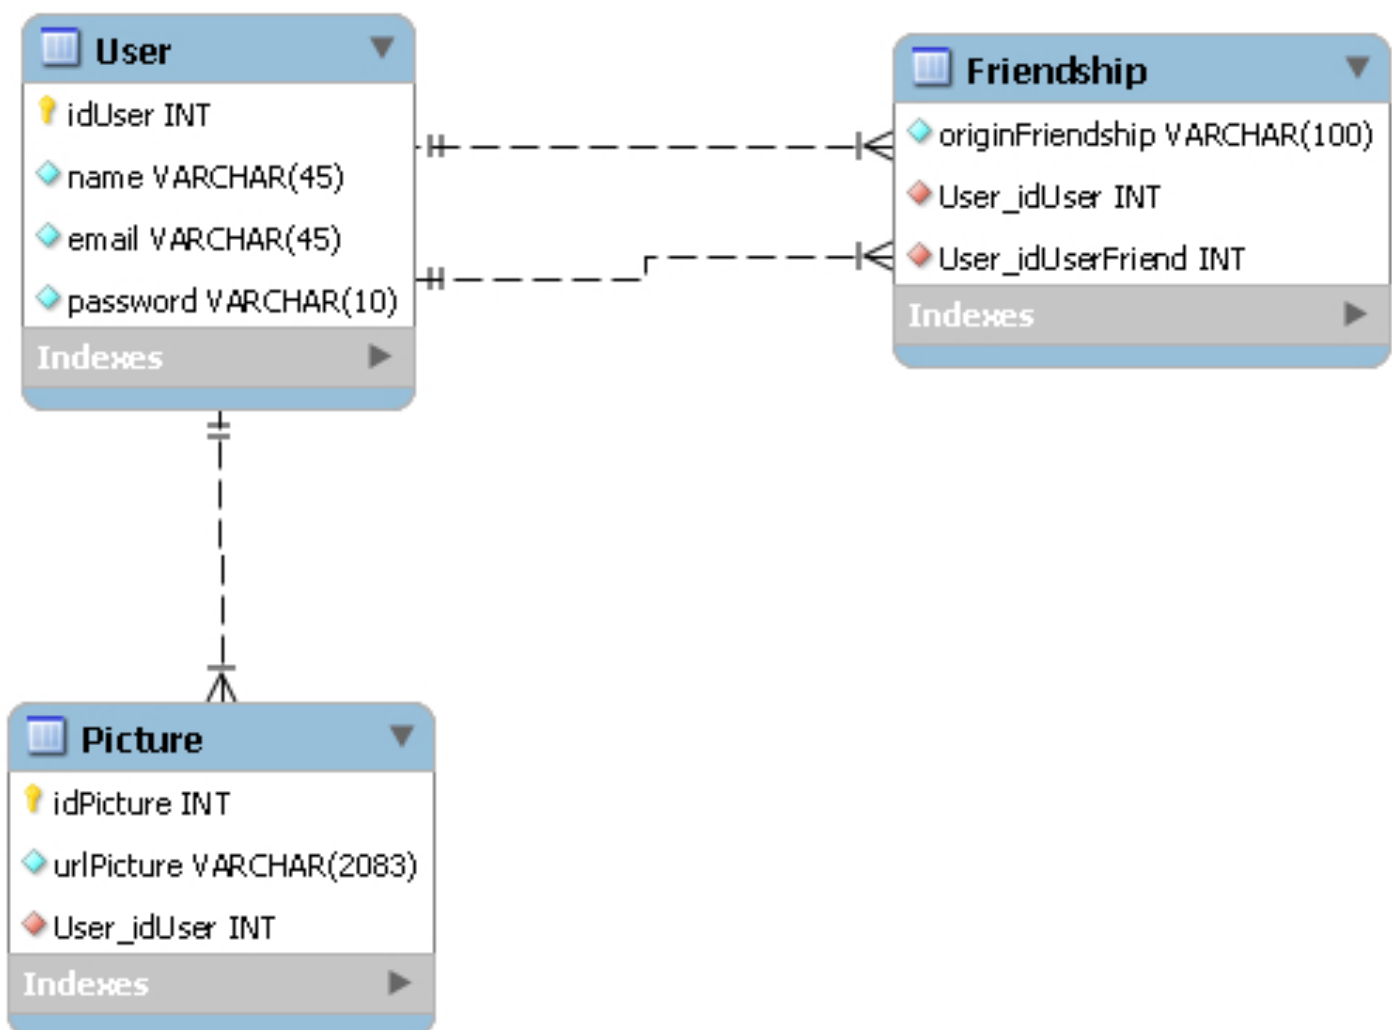 User
idUser INT
name VARCHAR(45)
email VARCHAR(45)
password VARCHAR(10)
Indexes
Friendship
originFriendship VARCHAR(100)
User_idUser INT
User_idUserFriend INT
Indexes
Picture
idPicture INT
urlPicture VARCHAR(2083)
User_idUser INT
Indexes